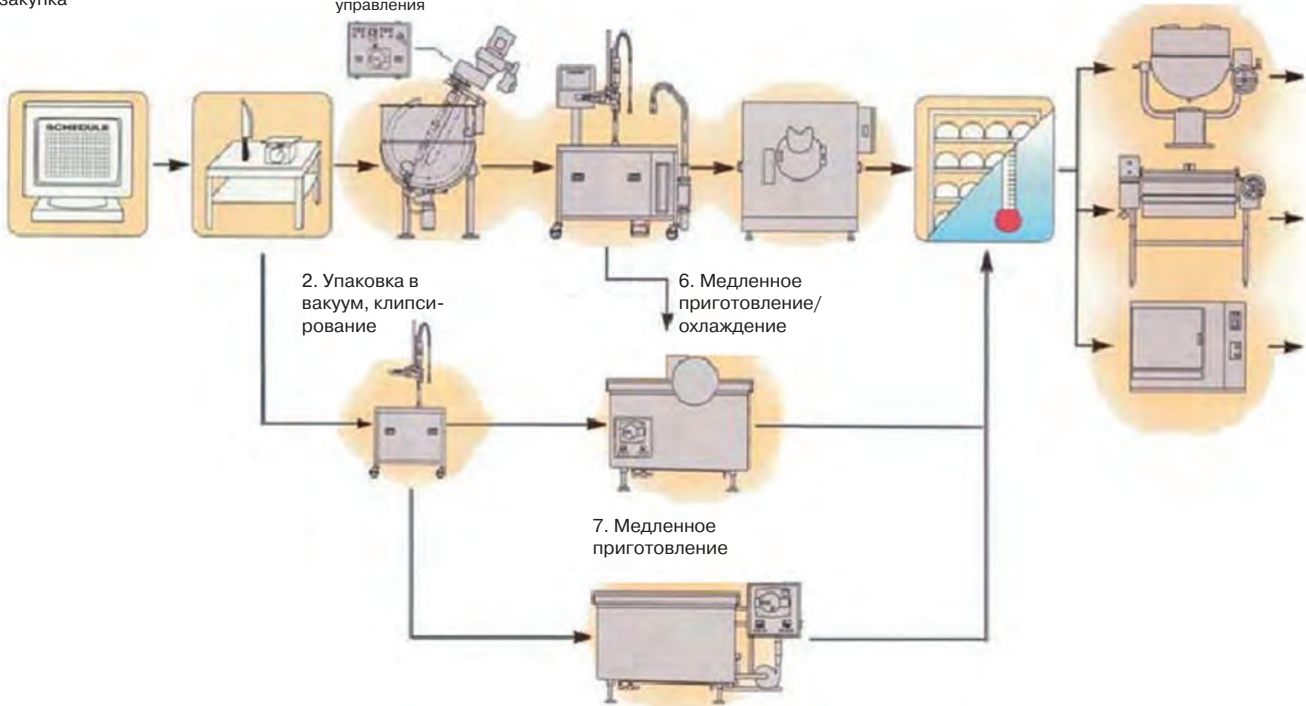 закупка
управления
SCHEDULE
2. Упаковка в
вакуум, клипси-
рование
6. Медленное
приготовление/
охлаждение
7. Медленное
приготовление